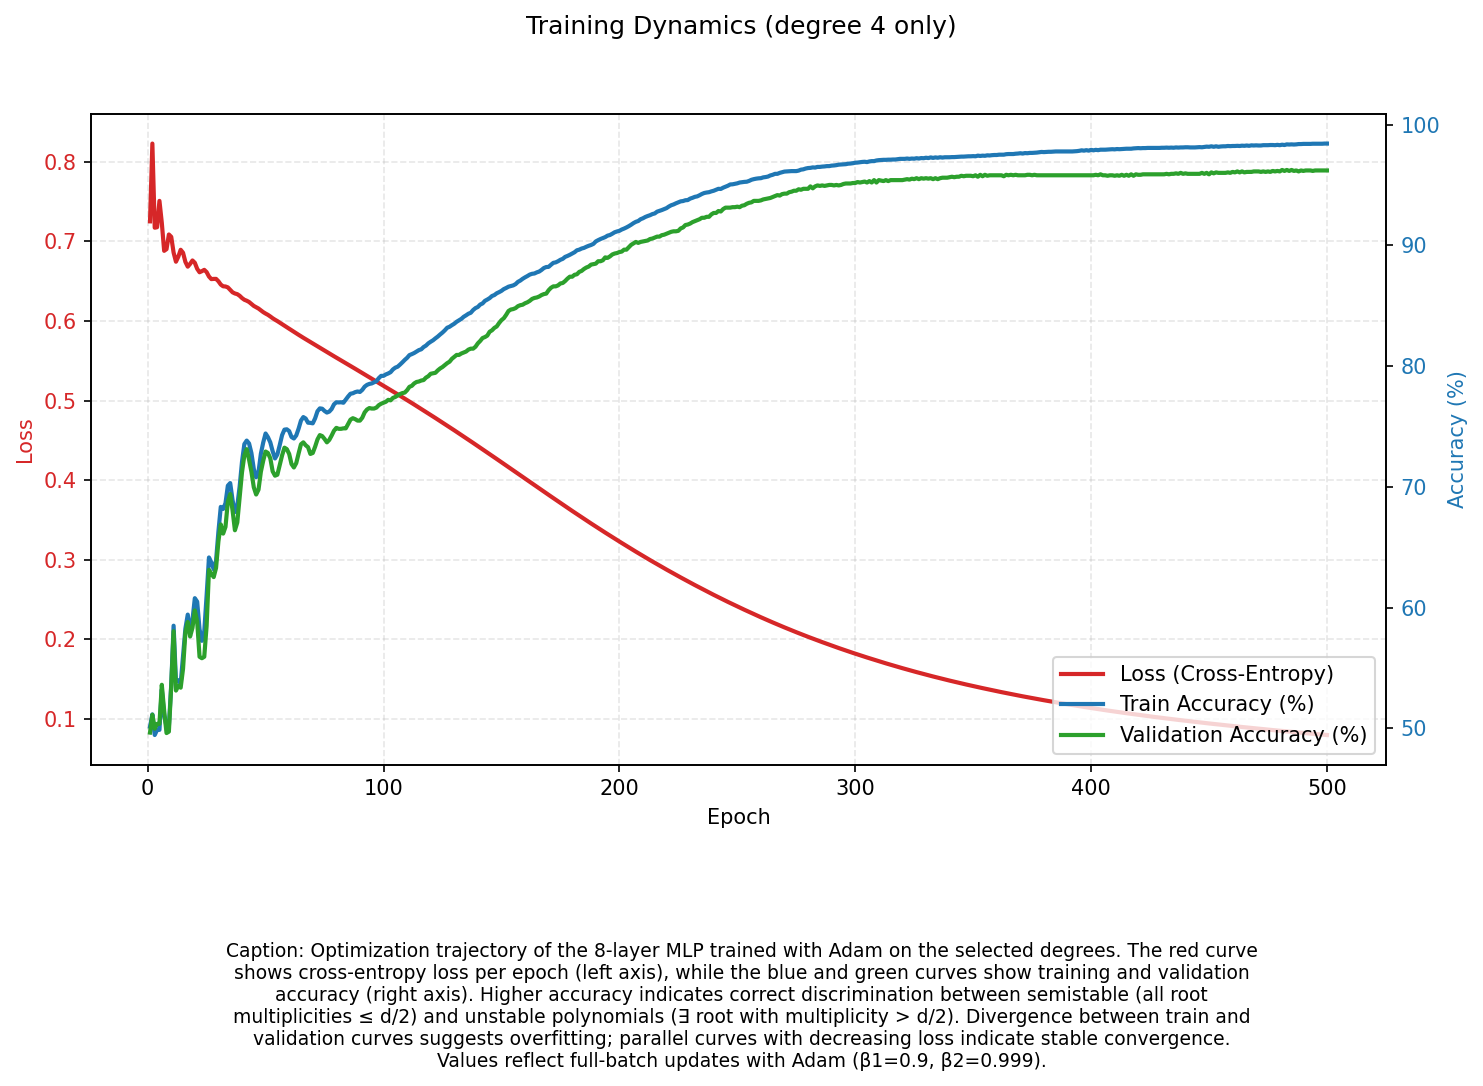 Training Dynamics (degree 4 only)
0.8
0.7
0.6
0.5
0.4
0.3
0.2
0.1
Loss
100
90
80
70
60
50
Accuracy (%)
Loss (Cross-Entropy)
Train Accuracy (%)
Validation Accuracy (%)
0 100 200 300 400 500
Epoch
Caption: Optimization trajectory of the 8-layer MLP trained with Adam on the selected degrees. The red curve
shows cross-entropy loss per epoch (left axis), while the blue and green curves show training and validation
accuracy (right axis). Higher accuracy indicates correct discrimination between semistable (all root
multiplicities ≤ d/2) and unstable polynomials (∃ root with multiplicity > d/2). Divergence between train and
validation curves suggests overfitting; parallel curves with decreasing loss indicate stable convergence.
Values reflect full-batch updates with Adam (β1=0.9, β2=0.999).